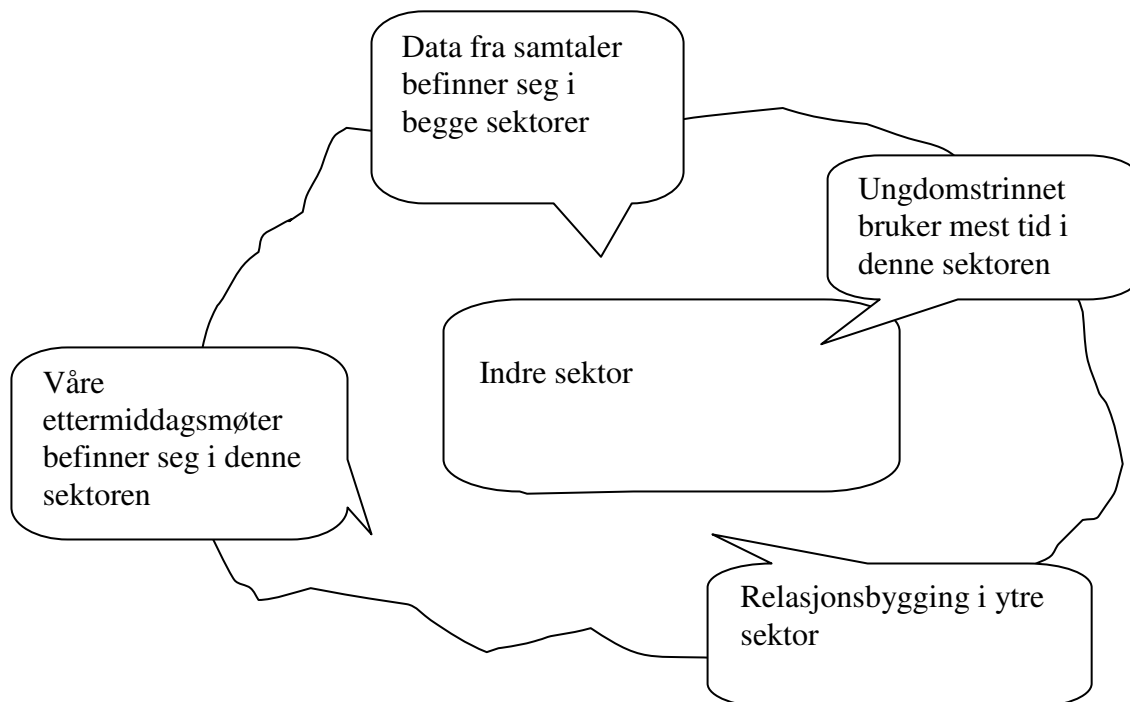 Data fra samtaler
befinner seg i
begge sektorer
Ungdomstrinnet
bruker mest tid i
denne sektoren
Indre sektor
Våre
ettermiddagsmøter
befinner seg i denne
sektoren
Relasjonsbygging i ytre
sektor